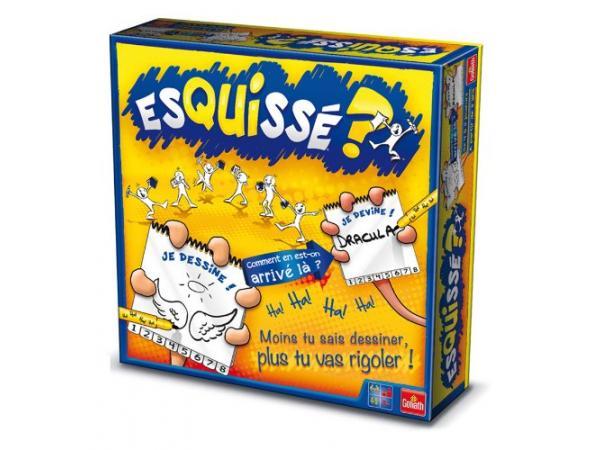 ESQUISSÉ?
ESQUISSÉ?
JE DEVINE !
DRACULA
1 2 3 4 5 6 7 8
JE DESSINE !
Comment en est-on
arrivé là ?
Ha! Ha! Ha! Ha!
1 2 3 4 5 6 7 8
Moins tu sais dessiner,
plus tu vas rigoler !
Goliath
ESQUISSÉ?